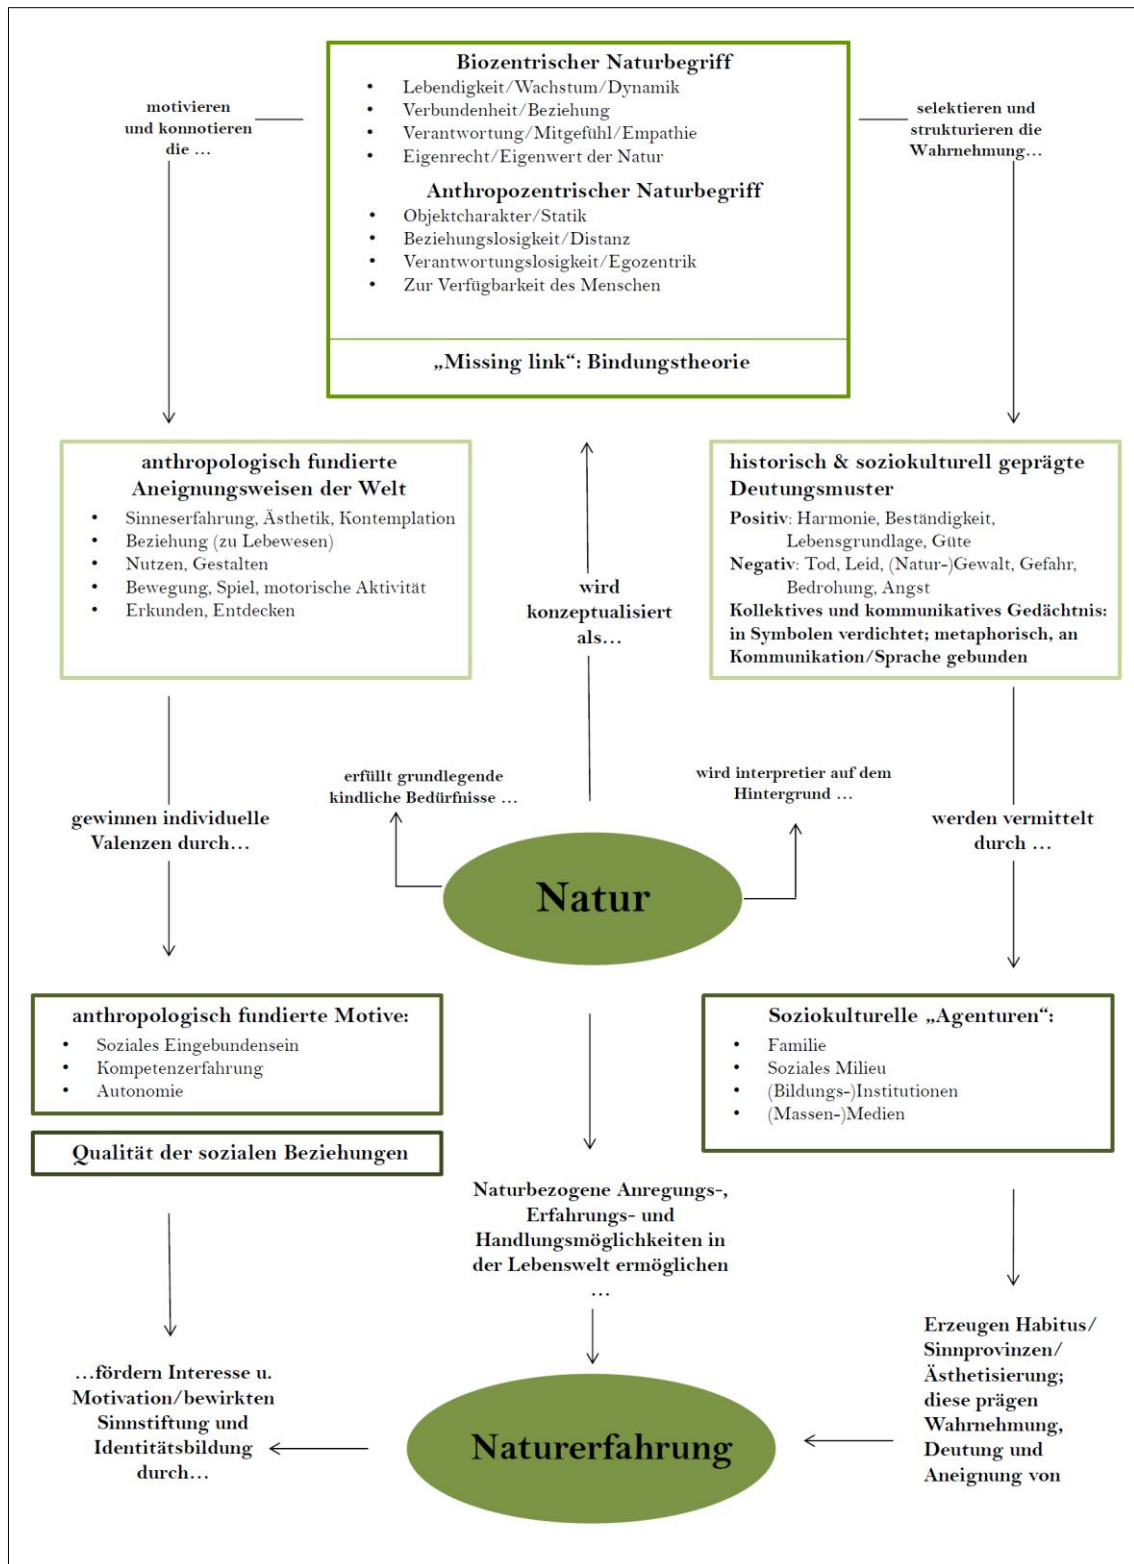 Biozentrischer Naturbegriff
• Lebendigkeit/Wachstum/Dynamik
• Verbundenheit/Beziehung
• Verantwortung/Mitgefühl/Empathie
• Eigenrecht/Eigenwert der Natur
Anthropozentrischer Naturbegriff
• Objektcharakter/Statik
• Beziehungslosigkeit/Distanz
• Verantwortungslosigkeit/Egozentrik
• Zur Verfügbarkeit des Menschen
„Missing link“: Bindungstheorie
motivieren
und konnotieren
die …
selektieren und
strukturieren die
Wahrnehmung…
anthropologisch fundierte
Aneignungsweisen der Welt
• Sinneserfahrung, Ästhetik, Kontemplation
• Beziehung (zu Lebewesen)
• Nutzen, Gestalten
• Bewegung, Spiel, motorische Aktivität
• Erkunden, Entdecken
wird
konzeptualisiert
als…
historisch & soziokulturell geprägte
Deutungsmuster
Positiv: Harmonie, Beständigkeit,
Lebensgrundlage, Güte
Negativ: Tod, Leid, (Natur-)Gewalt, Gefahr,
Bedrohung, Angst
Kollektives und kommunikatives Gedächtnis:
in Symbolen verdichtet; metaphorisch, an
Kommunikation/Sprache gebunden
erfüllt grundlegende
kindliche Bedürfnisse …
wird interpretier auf dem
Hintergrund …
gewinnen individuelle
Valenzen durch…
werden vermittelt
durch …
Natur
anthropologisch fundierte Motive:
• Soziales Eingebundensein
• Kompetenzerfahrung
• Autonomie
Qualität der sozialen Beziehungen
Soziokulturelle „Agenturen“:
• Familie
• Soziales Milieu
• (Bildungs-)Institutionen
• (Massen-)Medien
Naturbezogene Anregungs-,
Erfahrungs- und
Handlungsmöglichkeiten in
der Lebenswelt ermöglichen
…
…fördern Interesse u.
Motivation/bewirkten
Sinnstiftung und
Identitätsbildung
durch…
Naturerfahrung
Erzeugen Habitus/
Sinnprovinzen/
Ästhetisierung;
diese prägen
Wahrnehmung,
Deutung und
Aneignung von